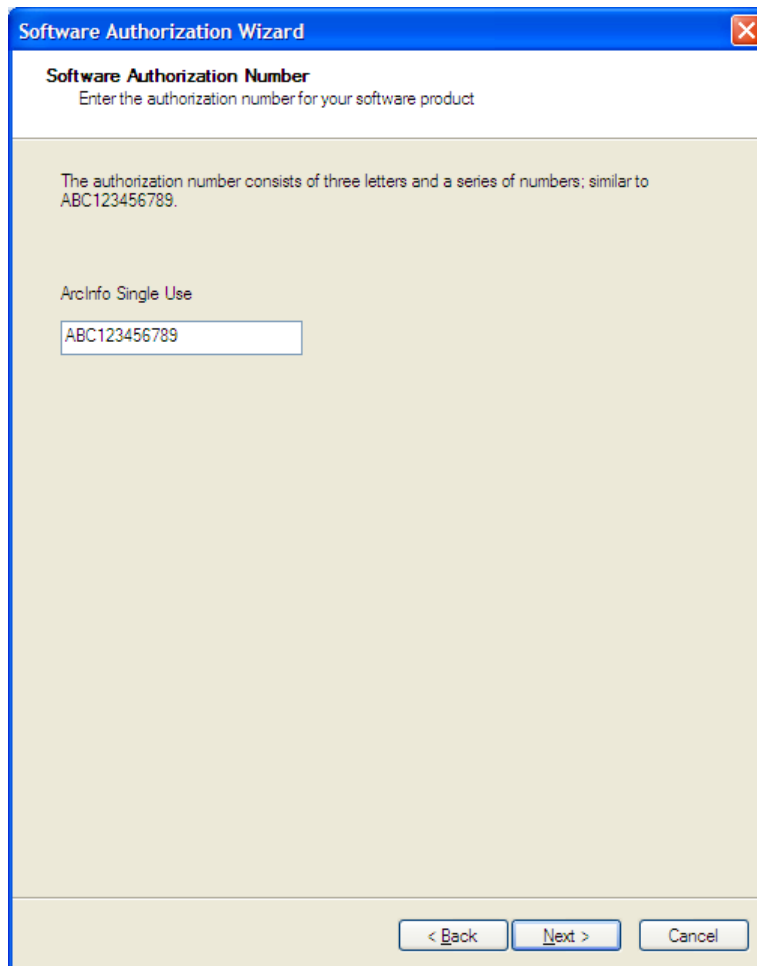 Software Authorization Wizard
Software Authorization Number
Enter the authorization number for your software product
The authorization number consists of three letters and a series of numbers; similar to
ABC123456789.
ArcInfo Single Use
ABC123456789
< Back
Next >
Cancel